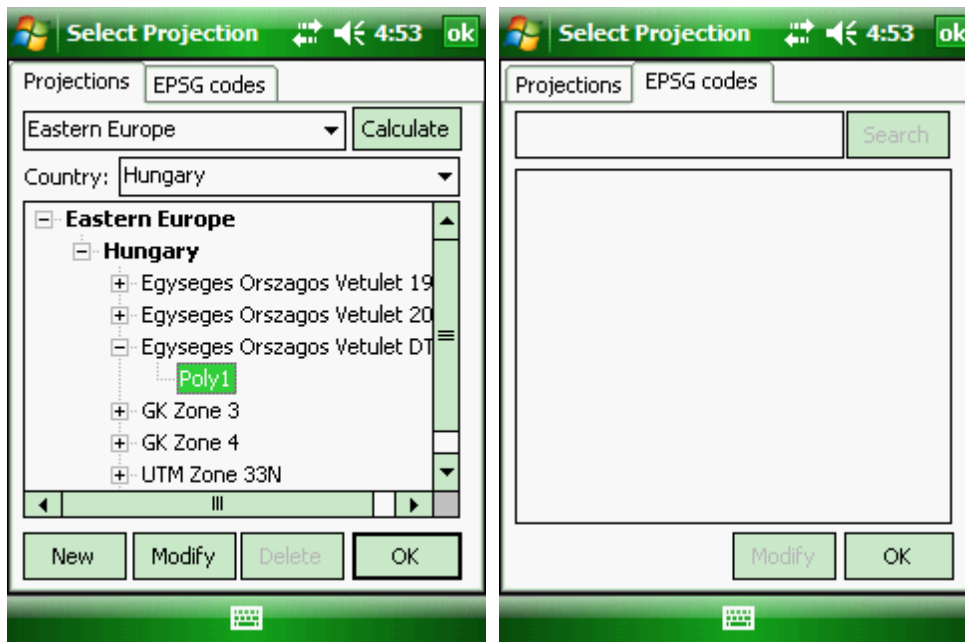 Select Projection 4:53 ok
Projections EPSG codes
Eastern Europe Calculate
Country: Hungary
Eastern Europe
Hungary
Egyseges Orszagos Vetulet 19
Egyseges Orszagos Vetulet 20
Egyseges Orszagos Vetulet DT
Poly1
GK Zone 3
GK Zone 4
UTM Zone 33N
New Modify Delete OK
Select Projection 4:53 ok
Projections EPSG codes
Search
Modify OK